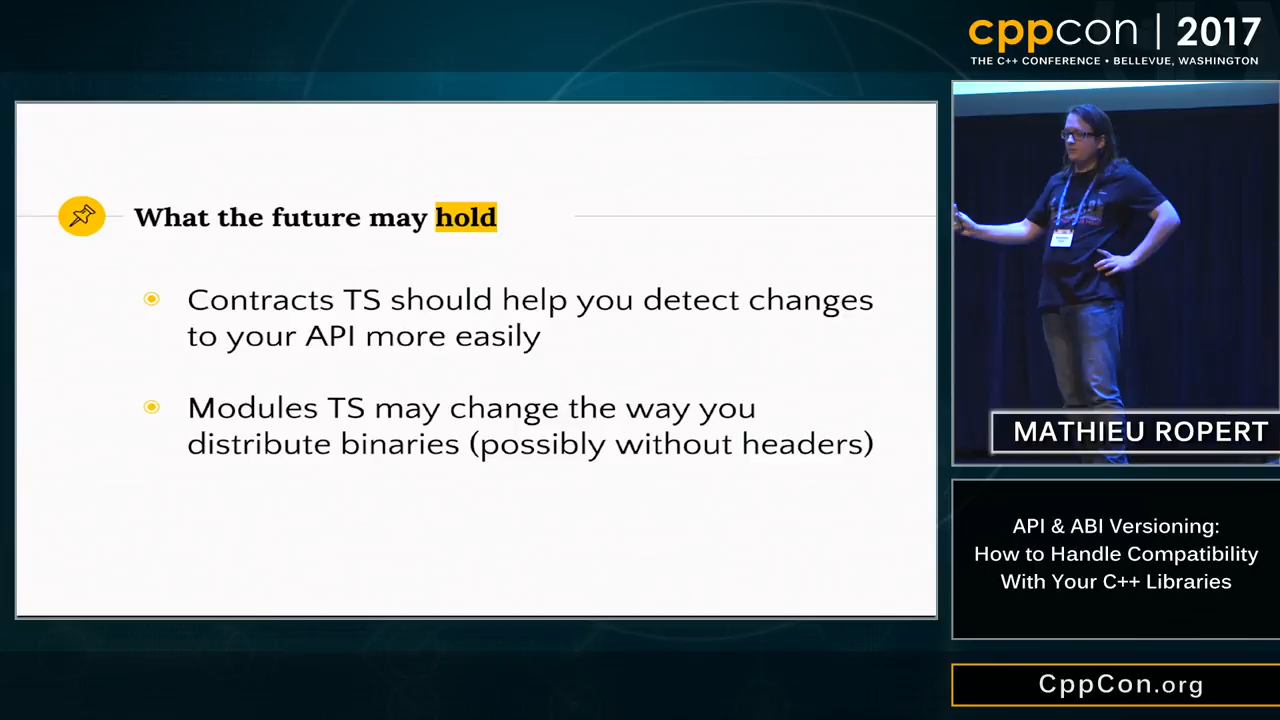 cppcon | 2017
THE C++ CONFERENCE • BELLEVUE, WASHINGTON
What the future may hold
Contracts TS should help you detect changes
to your API more easily
Modules TS may change the way you
distribute binaries (possibly without headers)
MATHIEU ROPERT
API & ABI Versioning:
How to Handle Compatibility
With Your C++ Libraries
CppCon.org